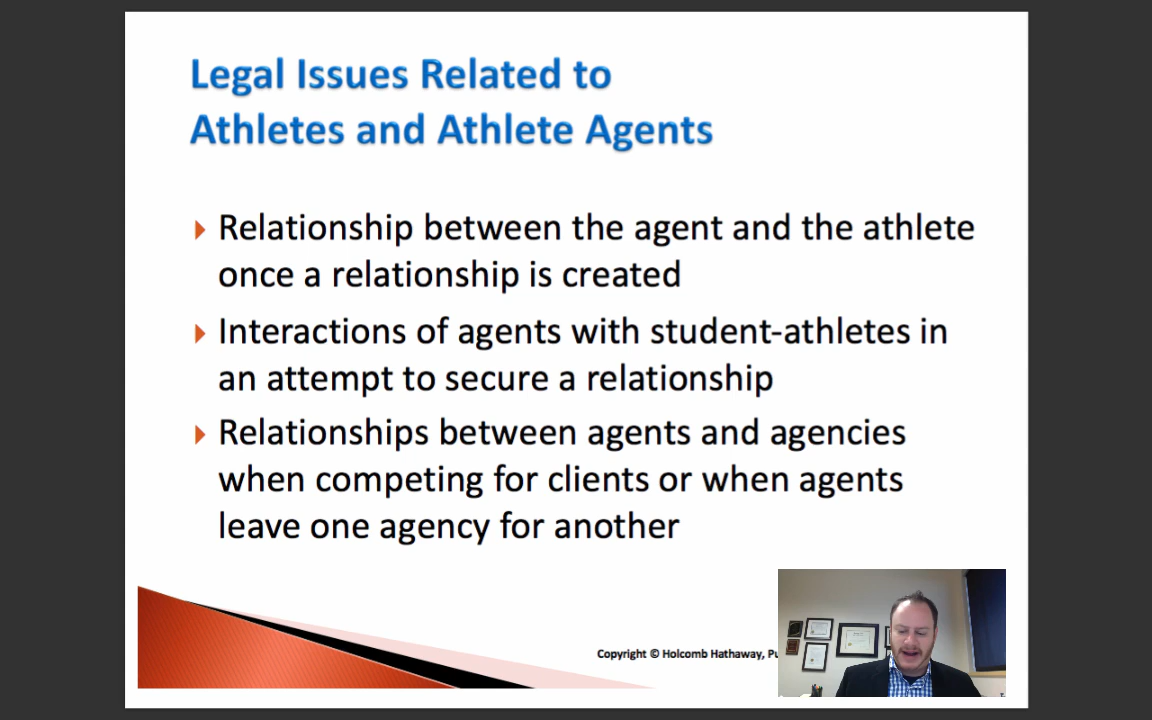 Legal Issues Related to
Athletes and Athlete Agents
Relationship between the agent and the athlete
once a relationship is created
Interactions of agents with student-athletes in
an attempt to secure a relationship
Relationships between agents and agencies
when competing for clients or when agents
leave one agency for another
Copyright © Holcomb Hathaway,